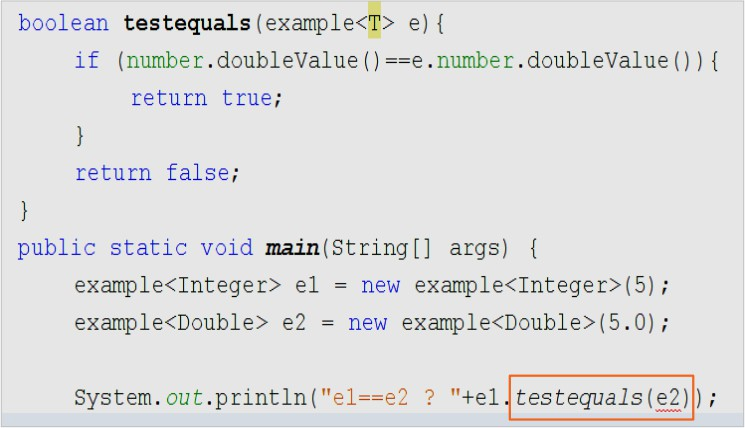 boolean testequals(example<T> e){
if (number.doubleValue()==e.number.doubleValue()){
return true;
}
return false;
}
public static void main(String[] args) {
example<Integer> e1 = new example<Integer>(5);
example<Double> e2 = new example<Double>(5.0);
System.out.println("e1==e2 ? "+e1.testequals(e2));